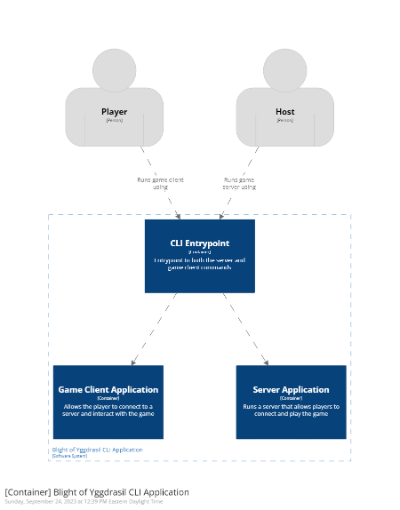 Player
[Person]
Host
[Person]
Runs game client
using
Runs game
server using
CLI Entrypoint
[Container]
Entrypoint to both the server and
game client commands
Game Client Application
[Container]
Allows the player to connect to a
server and interact with the game
Server Application
[Container]
Runs a server that allows players to
connect and play the game
Blight of Yggdrasil CLI Application
[Software System]
[Container] Blight of Yggdrasil CLI Application
Sunday, September 24, 2023 at 12:39 PM Eastern Daylight Time